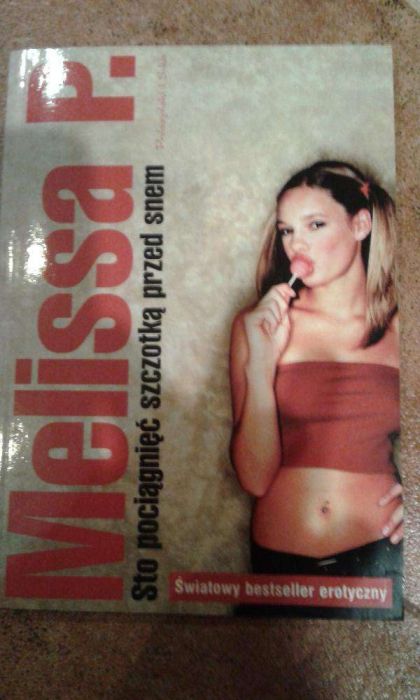 Melissa P.
Sto pociągnięć szczotką przed snem
Światowy bestseller erotyczny